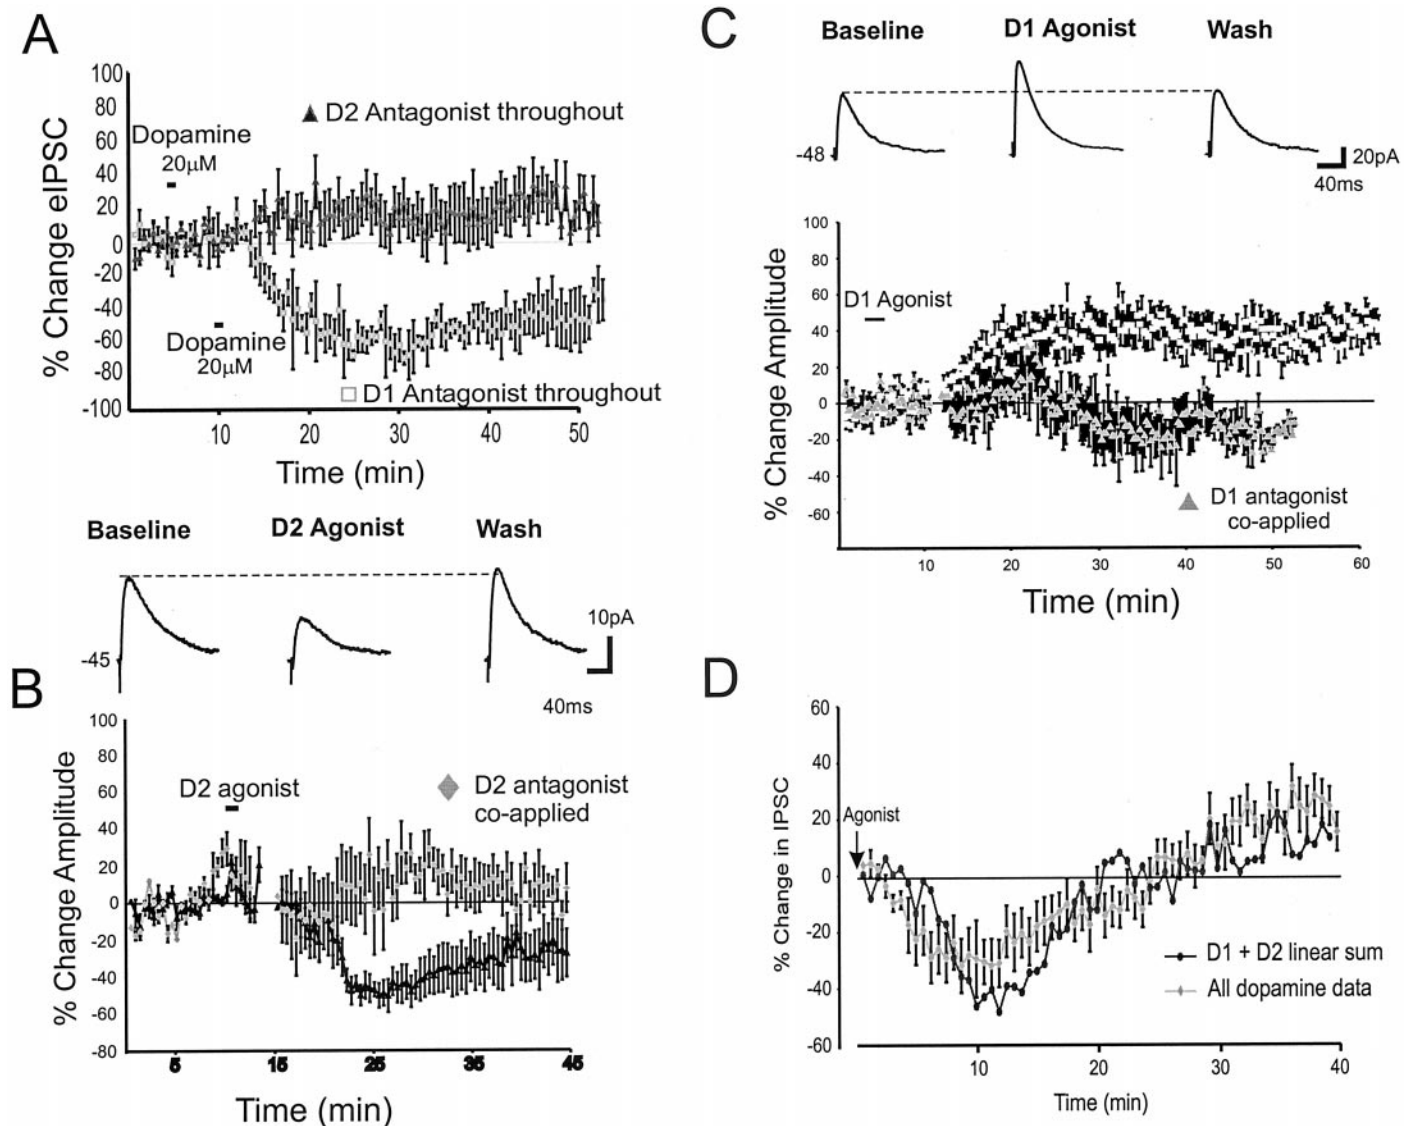 A
% Change eIPSC
100
80
60
40
20
0
-20
-40
-60
-80
-100
▲ D2 Antagonist throughout
Dopamine
20µM
Dopamine
20µM
□ D1 Antagonist throughout
10 20 30 40 50
Time (min)
Baseline D2 Agonist Wash
-45
10pA
40ms
B
% Change Amplitude
100
80
60
40
20
0
-20
-40
-60
-80
D2 agonist
D2 antagonist
co-applied
5 15 25 35 45
Time (min)
C
Baseline D1 Agonist Wash
-48
20pA
40ms
% Change Amplitude
100
80
60
40
20
0
-20
-40
-60
D1 Agonist
D1 antagonist
co-applied
10 20 30 40 50 60
Time (min)
D
% Change in IPSC
60
40
20
0
-20
-40
-60
Agonist
D1 + D2 linear sum
All dopamine data
10 20 30 40
Time (min)